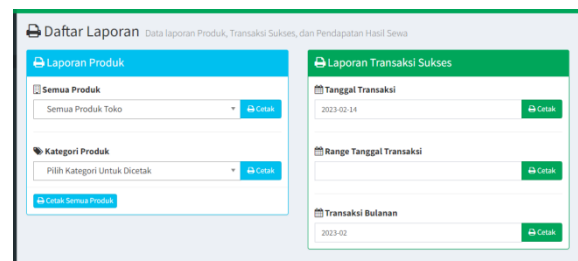 Daftar Laporan Data laporan Produk, Transaksi Sukses, dan Pendapatan Hasil Sewa
Laporan Produk
Semua Produk
Semua Produk Toko Cetak
Kategori Produk
Pilih Kategori Untuk Dicetak Cetak
Cetak Semua Produk
Laporan Transaksi Sukses
Tanggal Transaksi
2023-02-14 Cetak
Range Tanggal Transaksi
Cetak
Transaksi Bulanan
2023-02 Cetak